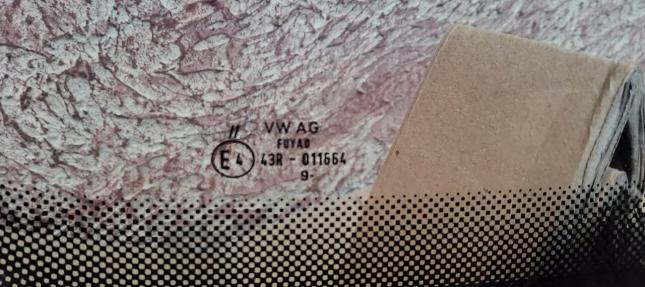 // VW AG
FUYAO
E4 43R - 011664
9-